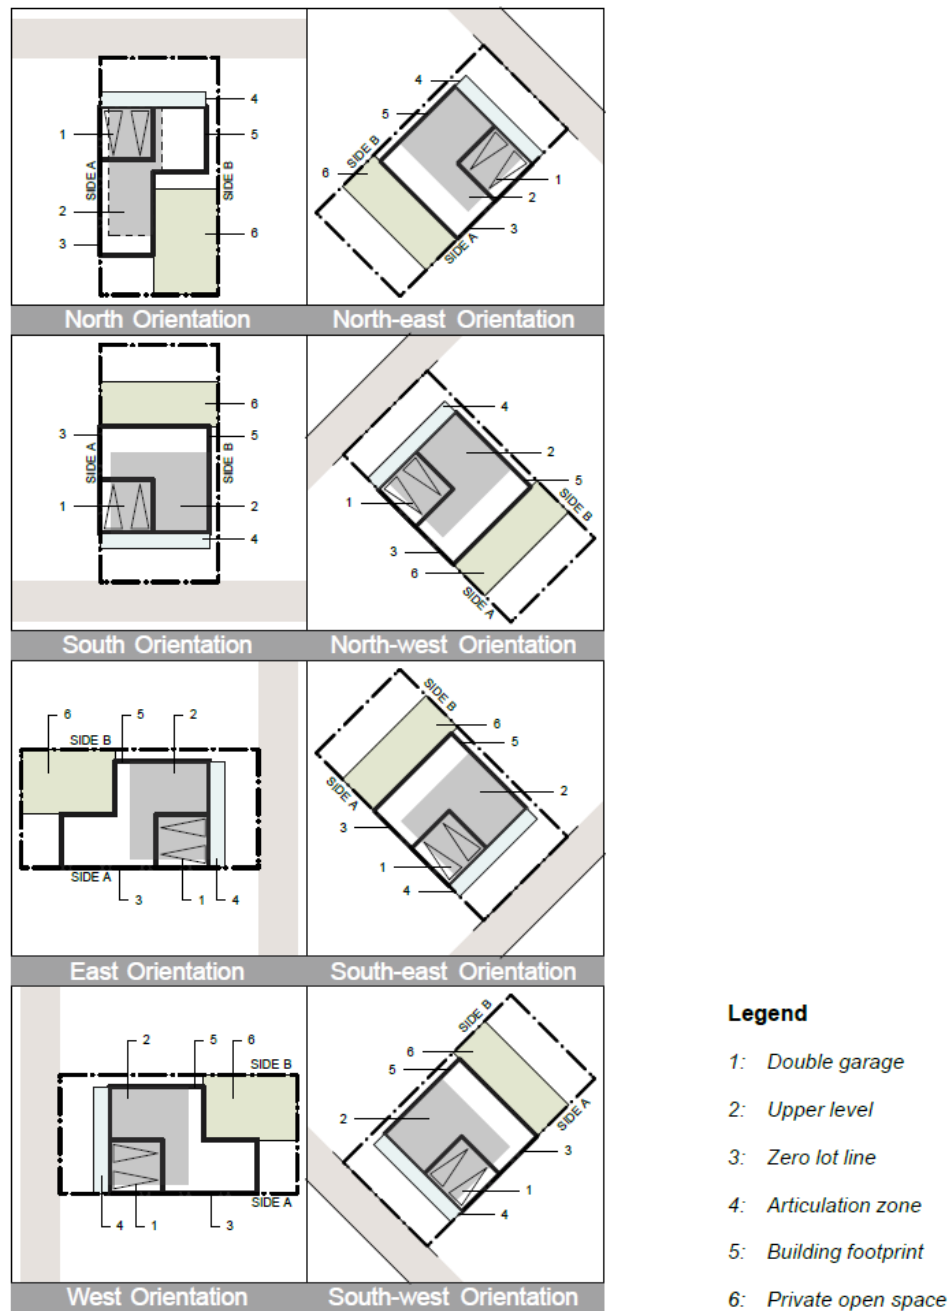 4
1
5
SIDE A
SIDE B
2
3
6
North Orientation
4
5
SIDE B
6
1
2
3
SIDE A
North-east Orientation
6
3
5
SIDE A
SIDE B
1
2
4
South Orientation
4
2
1
5
SIDE B
3
6
SIDE A
North-west Orientation
6
5
2
SIDE B
SIDE A
3
1
4
East Orientation
SIDE B
6
5
SIDE A
2
3
1
4
South-east Orientation
2
5
6
SIDE B
SIDE A
4
1
3
West Orientation
SIDE B
6
5
2
SIDE A
3
1
4
South-west Orientation
Legend
1: Double garage
2: Upper level
3: Zero lot line
4: Articulation zone
5: Building footprint
6: Private open space